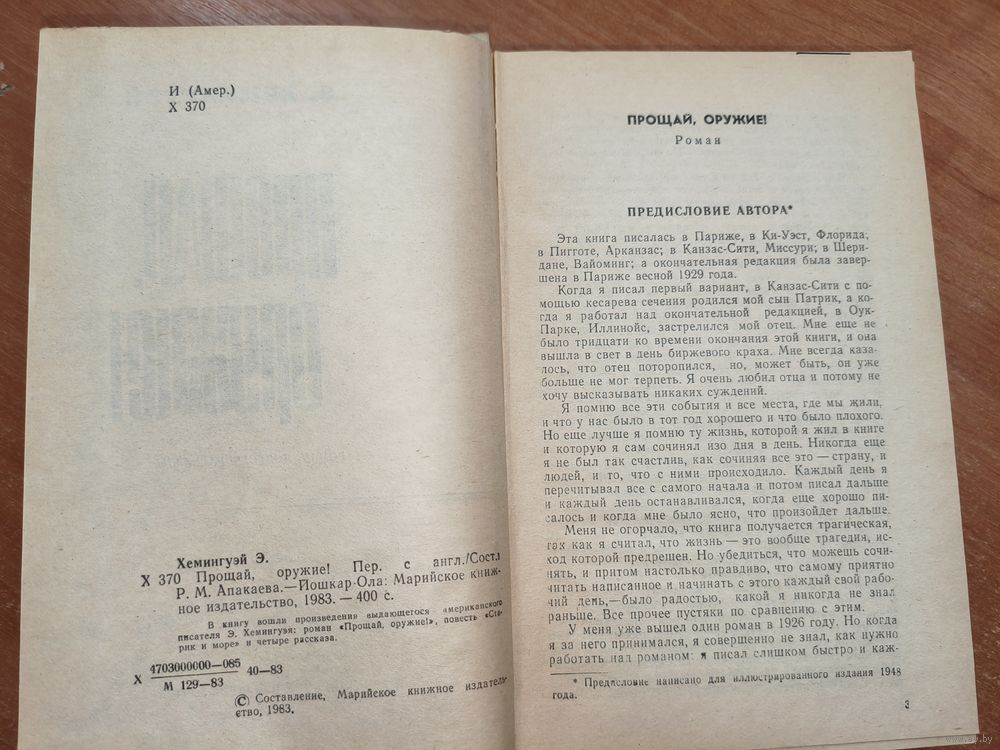 И (Амер.)
Х 370
Хемингуэй Э.
Х 370 Прощай, оружие! Пер. с англ./Сост.
Р. М. Апакаева.—Йошкар-Ола: Марийское книж-
ное издательство, 1983. — 400 с.
В книгу вошли произведения выдающегося американского
писателя Э. Хемингуэя: роман «Прощай, оружие!», повесть «Ста-
рик и море» и четыре рассказа.
Х 4703000000—085 40—83
М 129—83
(С) Составление, Марийское книжное издатель-
ство, 1983.
ПРОЩАЙ, ОРУЖИЕ!
Роман
ПРЕДИСЛОВИЕ АВТОРА*
Эта книга писалась в Париже, в Ки-Уэст, Флорида;
в Пигготе, Арканзас; в Канзас-Сити, Миссури; в Шери-
дане, Вайоминг; а окончательная редакция была завер-
шена в Париже весной 1929 года.
Когда я писал первый вариант, в Канзас-Сити с по-
мощью кесарева сечения родился мой сын Патрик, а ко-
гда я работал над окончательной редакцией, в Оук-
Парке, Иллинойс, застрелился мой отец. Мне еще не
было тридцати ко времени окончания этой книги, и она
вышла в свет в день биржевого краха. Мне всегда каза-
лось, что отец поторопился, но, может быть, он уже
больше не мог терпеть. Я очень любил отца и потому не
хочу высказывать никаких суждений.
Я помню все эти события и все места, где мы жили,
и что у нас было в тот год хорошего и что было плохого.
Но еще лучше я помню ту жизнь, которой я жил в книге
и которую я сам сочинял изо дня в день. Никогда еще
я не был так счастлив, как сочиняя все это — страну, и
людей, и то, что с ними происходило. Каждый день я
перечитывал все с самого начала и потом писал дальше
и каждый день останавливался, когда еще хорошо пи-
салось и когда мне было ясно, что произойдет дальше.
Меня не огорчало, что книга получается трагической,
так как я считал, что жизнь — это вообще трагедия, ис-
ход которой предрешен. Но убедиться, что можешь сочи-
нять, и притом настолько правдиво, что самому приятно
читать написанное и начинать с этого каждый свой рабо-
чий день,— было радостью, какой я никогда не знал
раньше. Все прочее пустяки по сравнению с этим.
У меня уже вышел один роман в 1926 году. Но когда
я за него принимался, я совершенно не знал, как нужно
работать над романом: я писал слишком быстро и каж-
* Предисловие написано для иллюстрированного издания 1948
года.
3
ay.by